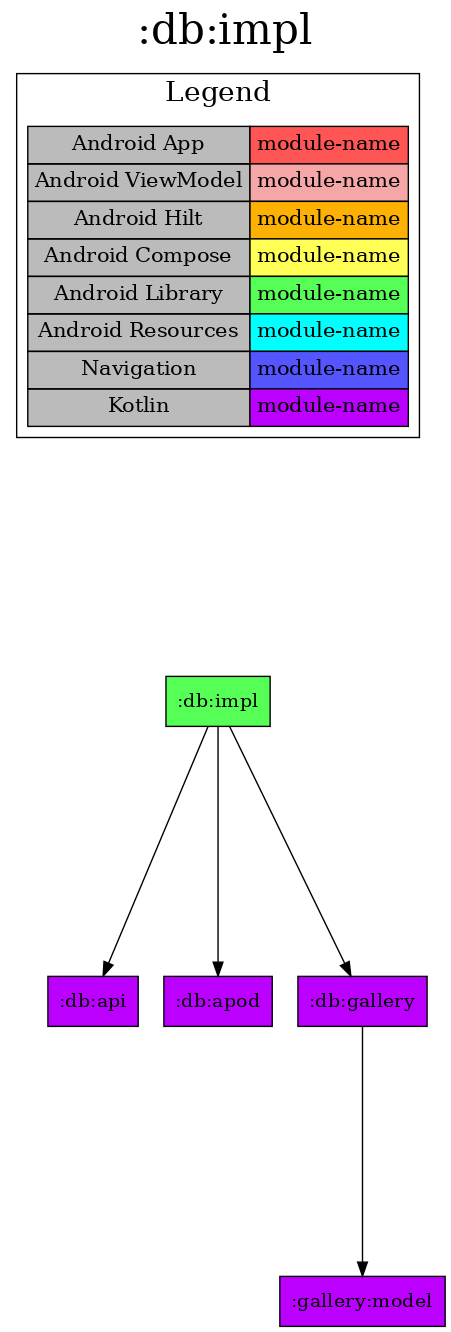 :db:impl
Legend
Android App module-name
Android ViewModel module-name
Android Hilt module-name
Android Compose module-name
Android Library module-name
Android Resources module-name
Navigation module-name
Kotlin module-name
:db:impl
:db:api :db:apod :db:gallery
:gallery:model